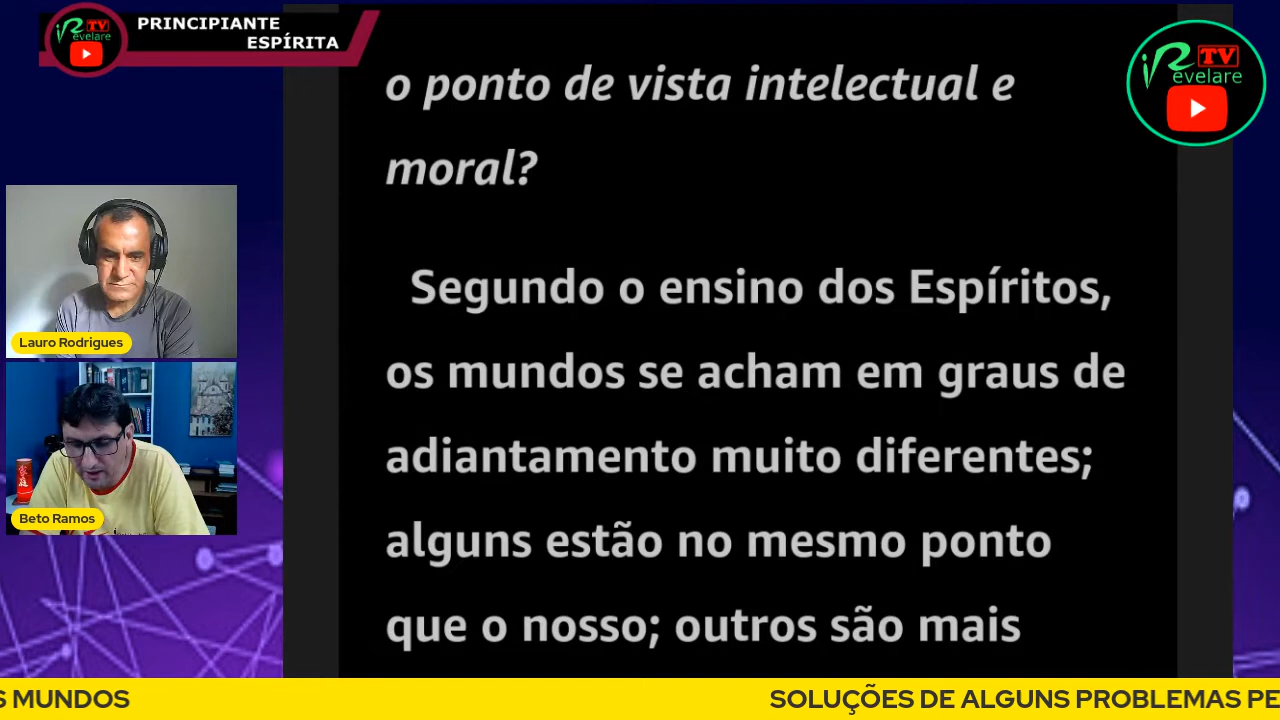 PRINCIPIANTE
ESPÍRITA
iR TV
evelare
iR TV
evelare
o ponto de vista intelectual e
moral?
Segundo o ensino dos Espíritos,
os mundos se acham em graus de
adiantamento muito diferentes;
alguns estão no mesmo ponto
que o nosso; outros são mais
Lauro Rodrigues
Beto Ramos
S MUNDOS
SOLUÇÕES DE ALGUNS PROBLEMAS PE